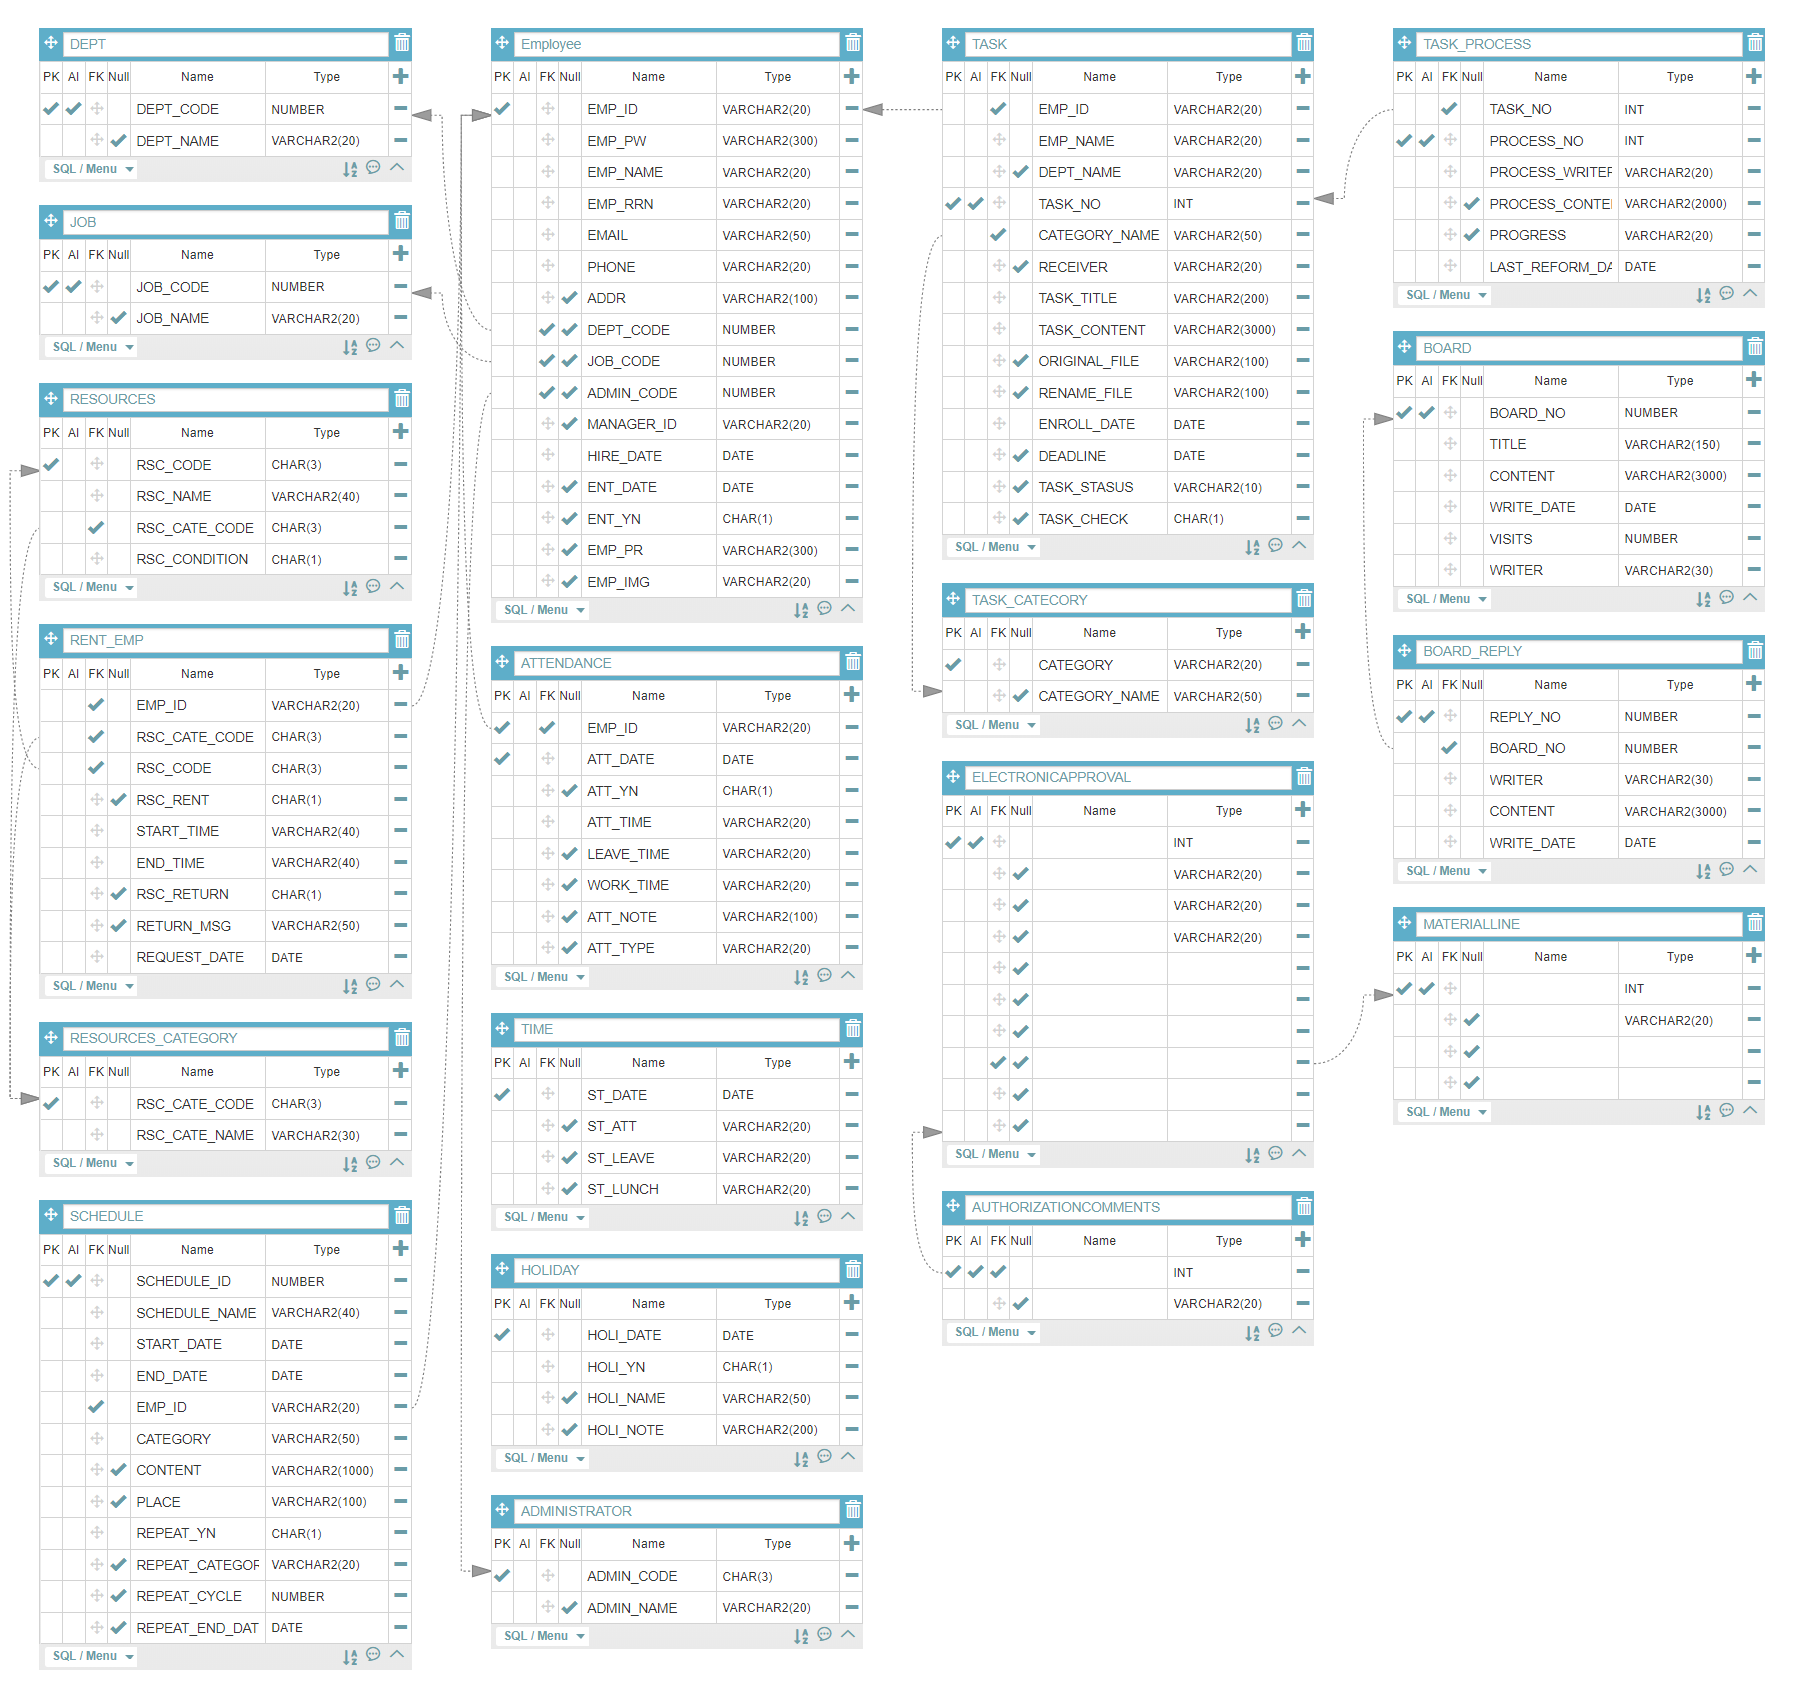 DEPT
PK AI FK Null Name Type
DEPT_CODE NUMBER
DEPT_NAME VARCHAR2(20)
SQL / Menu
JOB
PK AI FK Null Name Type
JOB_CODE NUMBER
JOB_NAME VARCHAR2(20)
SQL / Menu
RESOURCES
PK AI FK Null Name Type
RSC_CODE CHAR(3)
RSC_NAME VARCHAR2(40)
RSC_CATE_CODE CHAR(3)
RSC_CONDITION CHAR(1)
SQL / Menu
RENT_EMP
PK AI FK Null Name Type
EMP_ID VARCHAR2(20)
RSC_CATE_CODE CHAR(3)
RSC_CODE CHAR(3)
RSC_RENT CHAR(1)
START_TIME VARCHAR2(40)
END_TIME VARCHAR2(40)
RSC_RETURN CHAR(1)
RETURN_MSG VARCHAR2(50)
REQUEST_DATE DATE
SQL / Menu
RESOURCES_CATEGORY
PK AI FK Null Name Type
RSC_CATE_CODE CHAR(3)
RSC_CATE_NAME VARCHAR2(30)
SQL / Menu
SCHEDULE
PK AI FK Null Name Type
SCHEDULE_ID NUMBER
SCHEDULE_NAME VARCHAR2(40)
START_DATE DATE
END_DATE DATE
EMP_ID VARCHAR2(20)
CATEGORY VARCHAR2(50)
CONTENT VARCHAR2(1000)
PLACE VARCHAR2(100)
REPEAT_YN CHAR(1)
REPEAT_CATEGOR VARCHAR2(20)
REPEAT_CYCLE NUMBER
REPEAT_END_DAT DATE
SQL / Menu
Employee
PK AI FK Null Name Type
EMP_ID VARCHAR2(20)
EMP_PW VARCHAR2(300)
EMP_NAME VARCHAR2(20)
EMP_RRN VARCHAR2(20)
EMAIL VARCHAR2(50)
PHONE VARCHAR2(20)
ADDR VARCHAR2(100)
DEPT_CODE NUMBER
JOB_CODE NUMBER
ADMIN_CODE NUMBER
MANAGER_ID VARCHAR2(20)
HIRE_DATE DATE
ENT_DATE DATE
ENT_YN CHAR(1)
EMP_PR VARCHAR2(300)
EMP_IMG VARCHAR2(20)
SQL / Menu
ATTENDANCE
PK AI FK Null Name Type
EMP_ID VARCHAR2(20)
ATT_DATE DATE
ATT_YN CHAR(1)
ATT_TIME VARCHAR2(20)
LEAVE_TIME VARCHAR2(20)
WORK_TIME VARCHAR2(20)
ATT_NOTE VARCHAR2(100)
ATT_TYPE VARCHAR2(20)
SQL / Menu
TIME
PK AI FK Null Name Type
ST_DATE DATE
ST_ATT VARCHAR2(20)
ST_LEAVE VARCHAR2(20)
ST_LUNCH VARCHAR2(20)
SQL / Menu
HOLIDAY
PK AI FK Null Name Type
HOLI_DATE DATE
HOLI_YN CHAR(1)
HOLI_NAME VARCHAR2(50)
HOLI_NOTE VARCHAR2(200)
SQL / Menu
ADMINISTRATOR
PK AI FK Null Name Type
ADMIN_CODE CHAR(3)
ADMIN_NAME VARCHAR2(20)
SQL / Menu
TASK
PK AI FK Null Name Type
EMP_ID VARCHAR2(20)
EMP_NAME VARCHAR2(20)
DEPT_NAME VARCHAR2(20)
TASK_NO INT
CATEGORY_NAME VARCHAR2(50)
RECEIVER VARCHAR2(20)
TASK_TITLE VARCHAR2(200)
TASK_CONTENT VARCHAR2(3000)
ORIGINAL_FILE VARCHAR2(100)
RENAME_FILE VARCHAR2(100)
ENROLL_DATE DATE
DEADLINE DATE
TASK_STASUS VARCHAR2(10)
TASK_CHECK CHAR(1)
SQL / Menu
TASK_CATECORY
PK AI FK Null Name Type
CATEGORY VARCHAR2(20)
CATEGORY_NAME VARCHAR2(50)
SQL / Menu
ELECTRONICAPPROVAL
PK AI FK Null Name Type
INT
VARCHAR2(20)
VARCHAR2(20)
VARCHAR2(20)
SQL / Menu
AUTHORIZATIONCOMMENTS
PK AI FK Null Name Type
INT
VARCHAR2(20)
SQL / Menu
TASK_PROCESS
PK AI FK Null Name Type
TASK_NO INT
PROCESS_NO INT
PROCESS_WRITER VARCHAR2(20)
PROCESS_CONTE VARCHAR2(2000)
PROGRESS VARCHAR2(20)
LAST_REFORM_DA DATE
SQL / Menu
BOARD
PK AI FK Null Name Type
BOARD_NO NUMBER
TITLE VARCHAR2(150)
CONTENT VARCHAR2(3000)
WRITE_DATE DATE
VISITS NUMBER
WRITER VARCHAR2(30)
SQL / Menu
BOARD_REPLY
PK AI FK Null Name Type
REPLY_NO NUMBER
BOARD_NO NUMBER
WRITER VARCHAR2(30)
CONTENT VARCHAR2(3000)
WRITE_DATE DATE
SQL / Menu
MATERIALLINE
PK AI FK Null Name Type
INT
VARCHAR2(20)
SQL / Menu